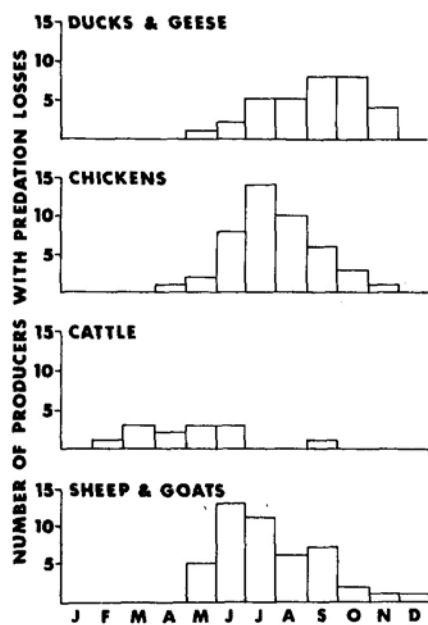 NUMBER OF PRODUCERS WITH PREDATION LOSSES
DUCKS & GEESE
15
10
5
CHICKENS
15
10
5
CATTLE
15
10
5
SHEEP & GOATS
15
10
5
J F M A M J J A S O N D